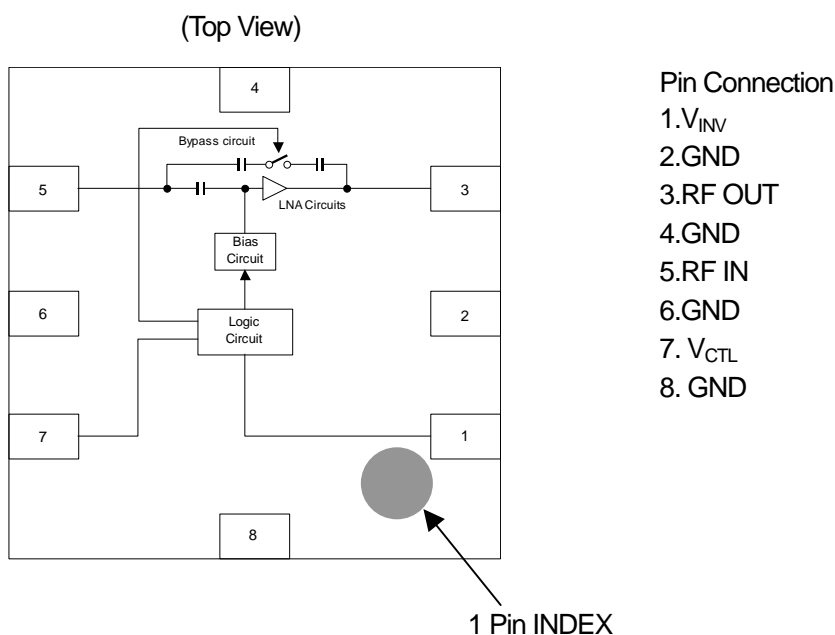 (Top View)
4
Bypass circuit
5
LNA Circuits
3
Bias
Circuit
6
Logic
Circuit
2
7
1
8
1 Pin INDEX
Pin Connection
1.VINV
2.GND
3.RF OUT
4.GND
5.RF IN
6.GND
7. VCTL
8. GND